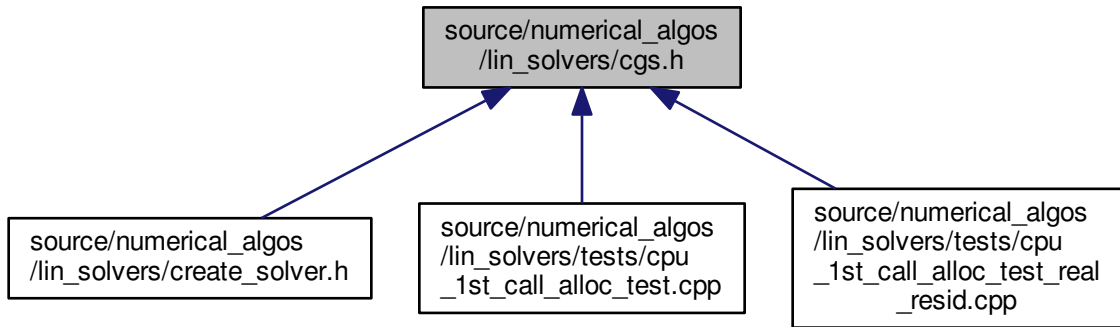 source/numerical_algos
/lin_solvers/cgs.h
source/numerical_algos
/lin_solvers/create_solver.h
source/numerical_algos
/lin_solvers/tests/cpu
_1st_call_alloc_test.cpp
source/numerical_algos
/lin_solvers/tests/cpu
_1st_call_alloc_test_real
_resid.cpp